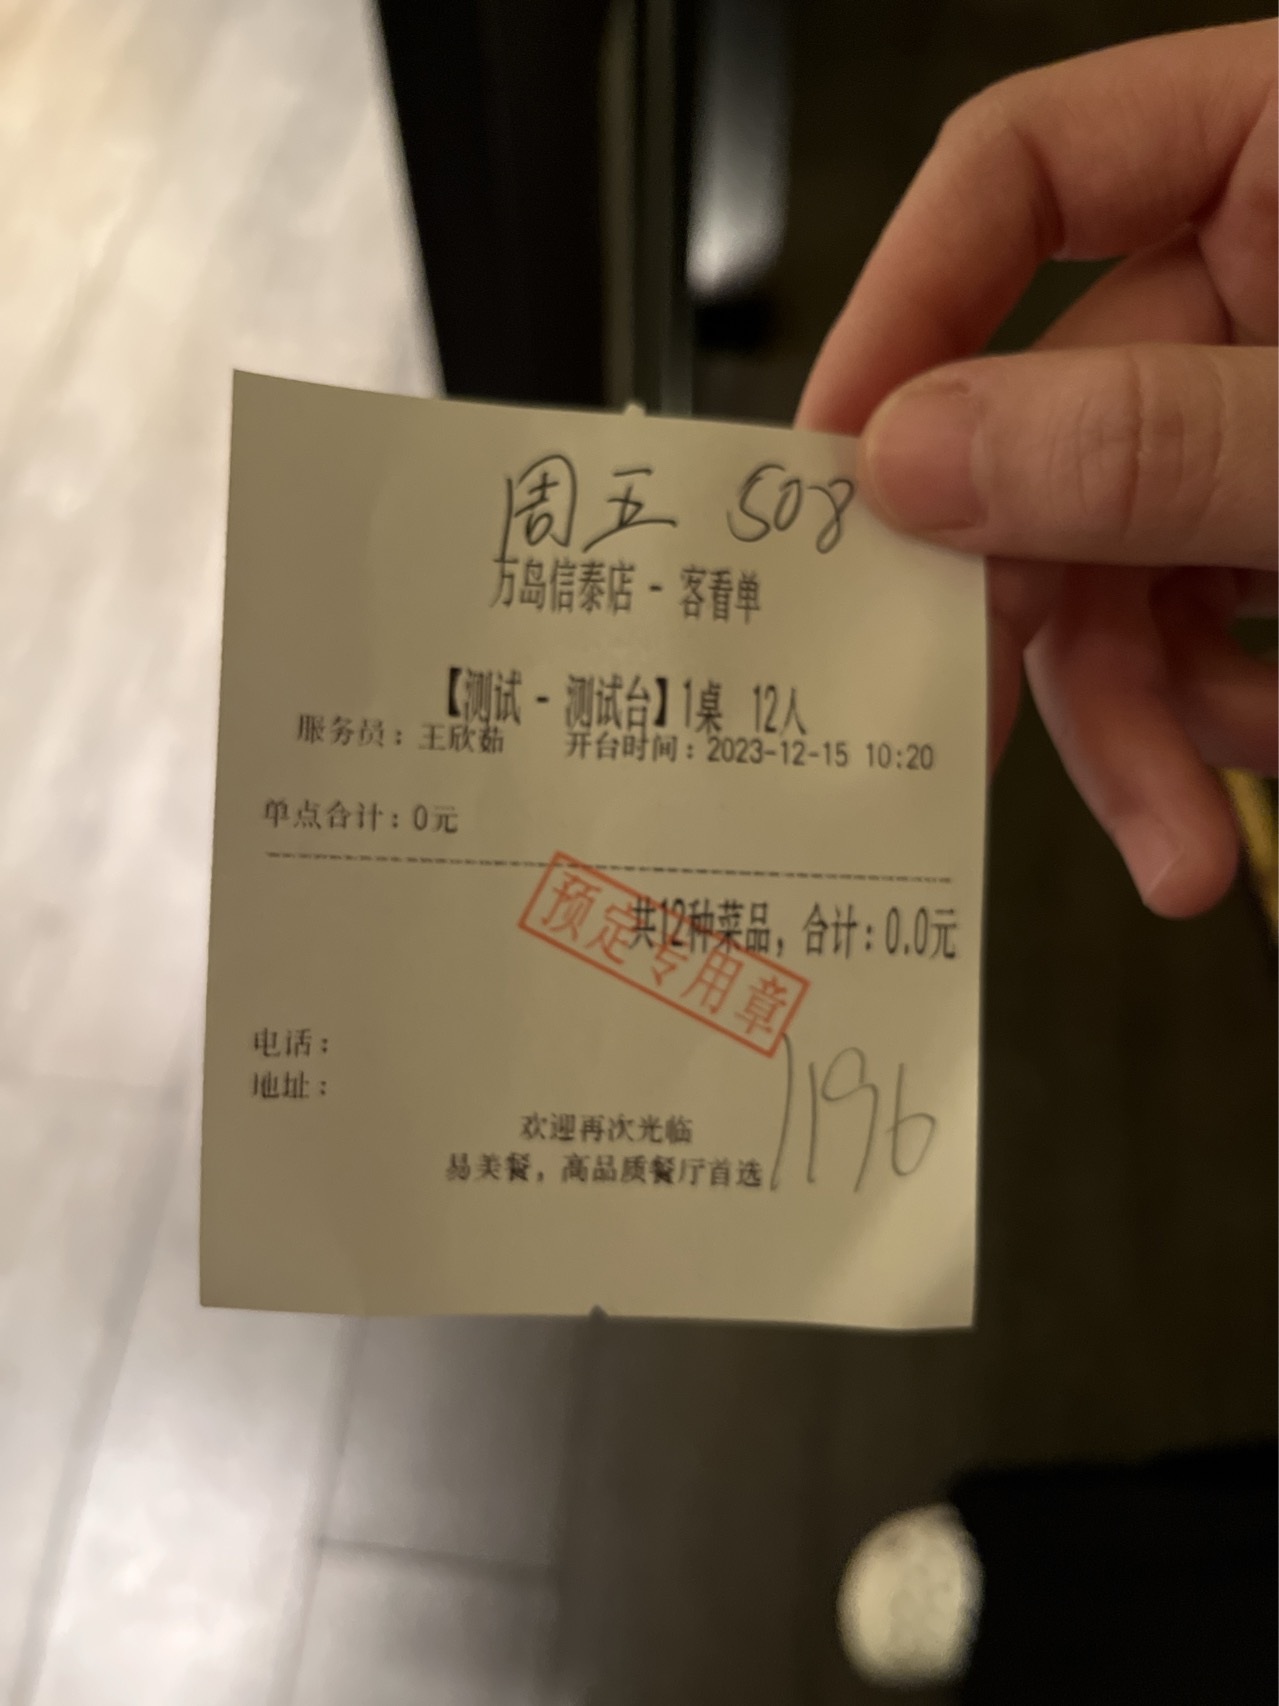 周五 508
万岛信泰店 - 客看单
【测试 - 测试台】1桌 12人
服务员：王欣茹 开台时间：2023-12-15 10:20
单点合计：0元
共12种菜品，合计：0.0元
预定专用章
电话：
地址：
1196
欢迎再次光临
易美餐，高品质餐厅首选